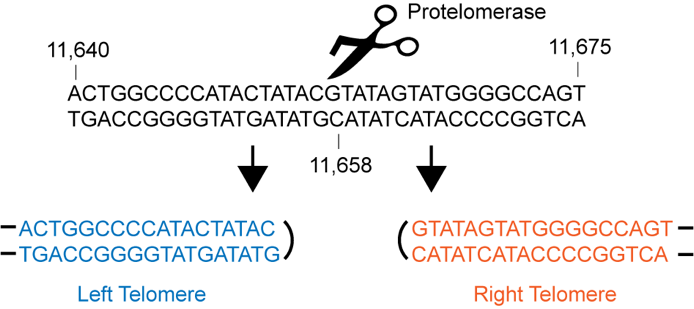 Protelomerase
11,640
11,675
ACTGGCCCCATACTATACGTATAGTATGGGGCCAGT
TGACCGGGGTATGATATGCATATCATACCCCGGTCA
11,658
ACTGGCCCCATACTATAC
GTATAGTATGGGGCCAGT
TGACCGGGGTATGATATG
CATATCATACCCCGGTCA
Left Telomere
Right Telomere